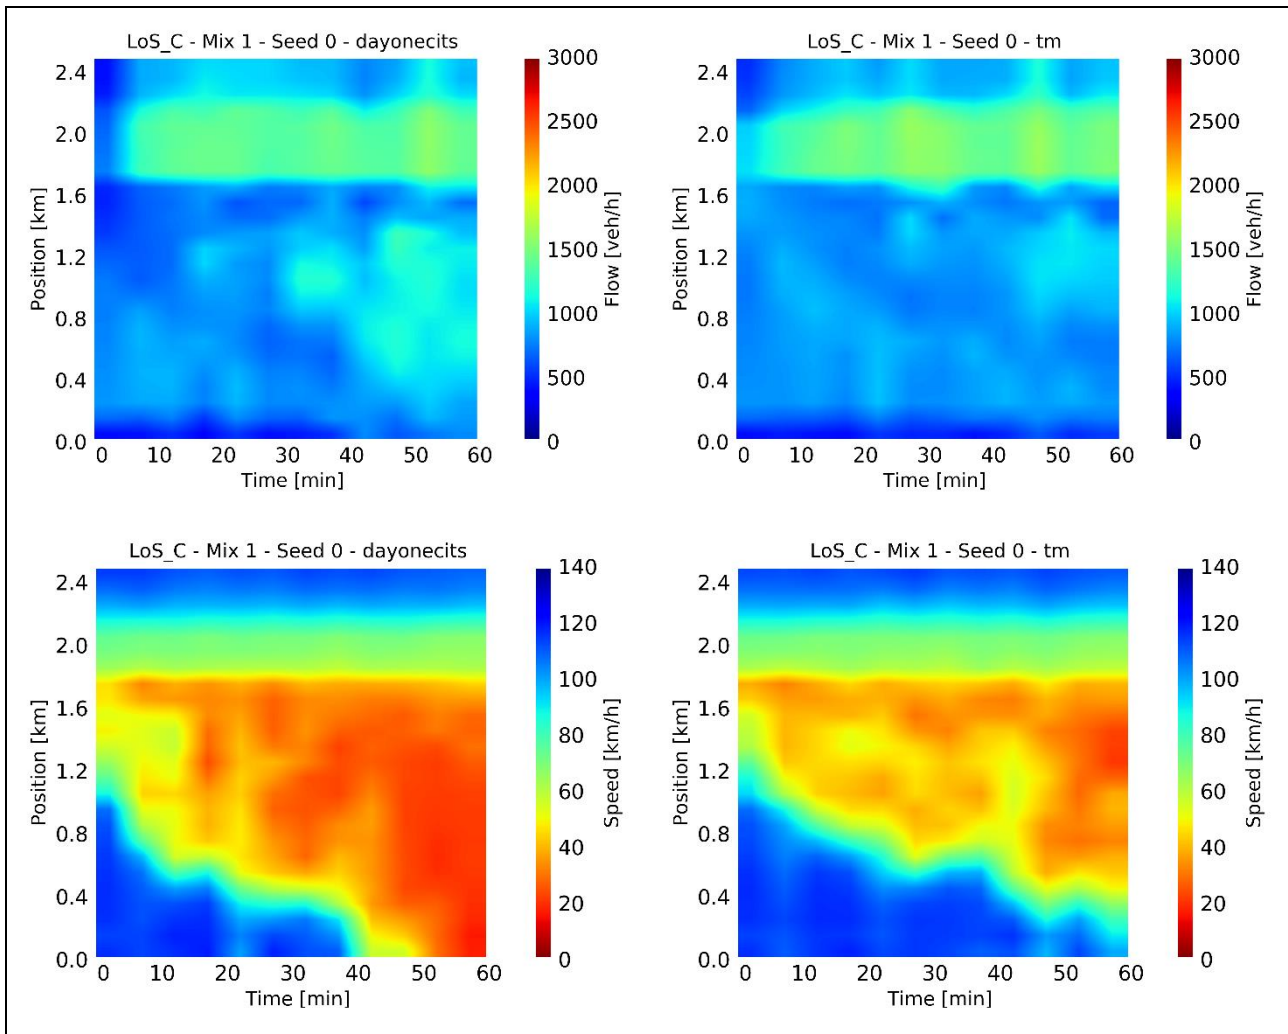 LoS_C - Mix 1 - Seed 0 - dayonecits
2.4
2.0
1.6
1.2
0.8
0.4
0.0
Position [km]
0 10 20 30 40 50 60
Time [min]
3000
2500
2000
1500
1000
500
0
Flow [veh/h]
LoS_C - Mix 1 - Seed 0 - tm
2.4
2.0
1.6
1.2
0.8
0.4
0.0
Position [km]
0 10 20 30 40 50 60
Time [min]
3000
2500
2000
1500
1000
500
0
Flow [veh/h]
LoS_C - Mix 1 - Seed 0 - dayonecits
2.4
2.0
1.6
1.2
0.8
0.4
0.0
Position [km]
0 10 20 30 40 50 60
Time [min]
140
120
100
80
60
40
20
0
Speed [km/h]
LoS_C - Mix 1 - Seed 0 - tm
2.4
2.0
1.6
1.2
0.8
0.4
0.0
Position [km]
0 10 20 30 40 50 60
Time [min]
140
120
100
80
60
40
20
0
Speed [km/h]